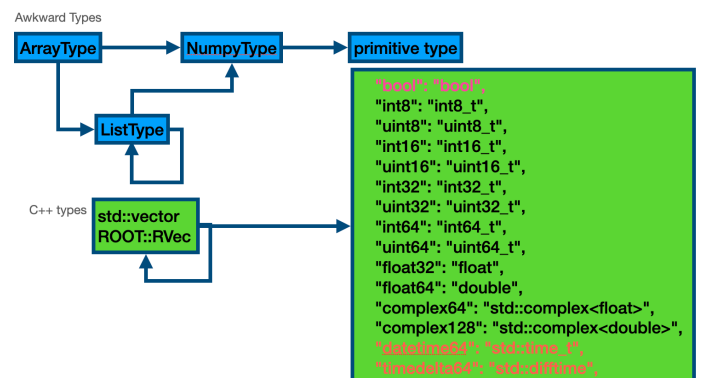 Awkward Types
ArrayType
NumpyType
primitive type
ListType
C++ types
std::vector
ROOT::RVec
"bool": "bool",
"int8": "int8_t",
"uint8": "uint8_t",
"int16": "int16_t",
"uint16": "uint16_t",
"int32": "int32_t",
"uint32": "uint32_t",
"int64": "int64_t",
"uint64": "uint64_t",
"float32": "float",
"float64": "double",
"complex64": "std::complex<float>",
"complex128": "std::complex<double>",
"datetime64": "std::time_t",
"timedelta64": "std::difftime",